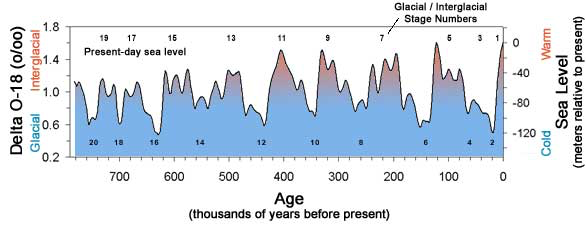 Glacial / Interglacial
Stage Numbers
1.8
19 17 15 13 11 9 7 5 3 1
Present-day sea level
0
1.4
-40
1.0
-80
0.6
-120
20 18 16 14 12 10 8 6 4 2
0.2
700 600 500 400 300 200 100 0
Delta O-18 (o/oo)
Glacial Interglacial
Cold Warm
Sea Level
(meters relative to present)
Age
(thousands of years before present)